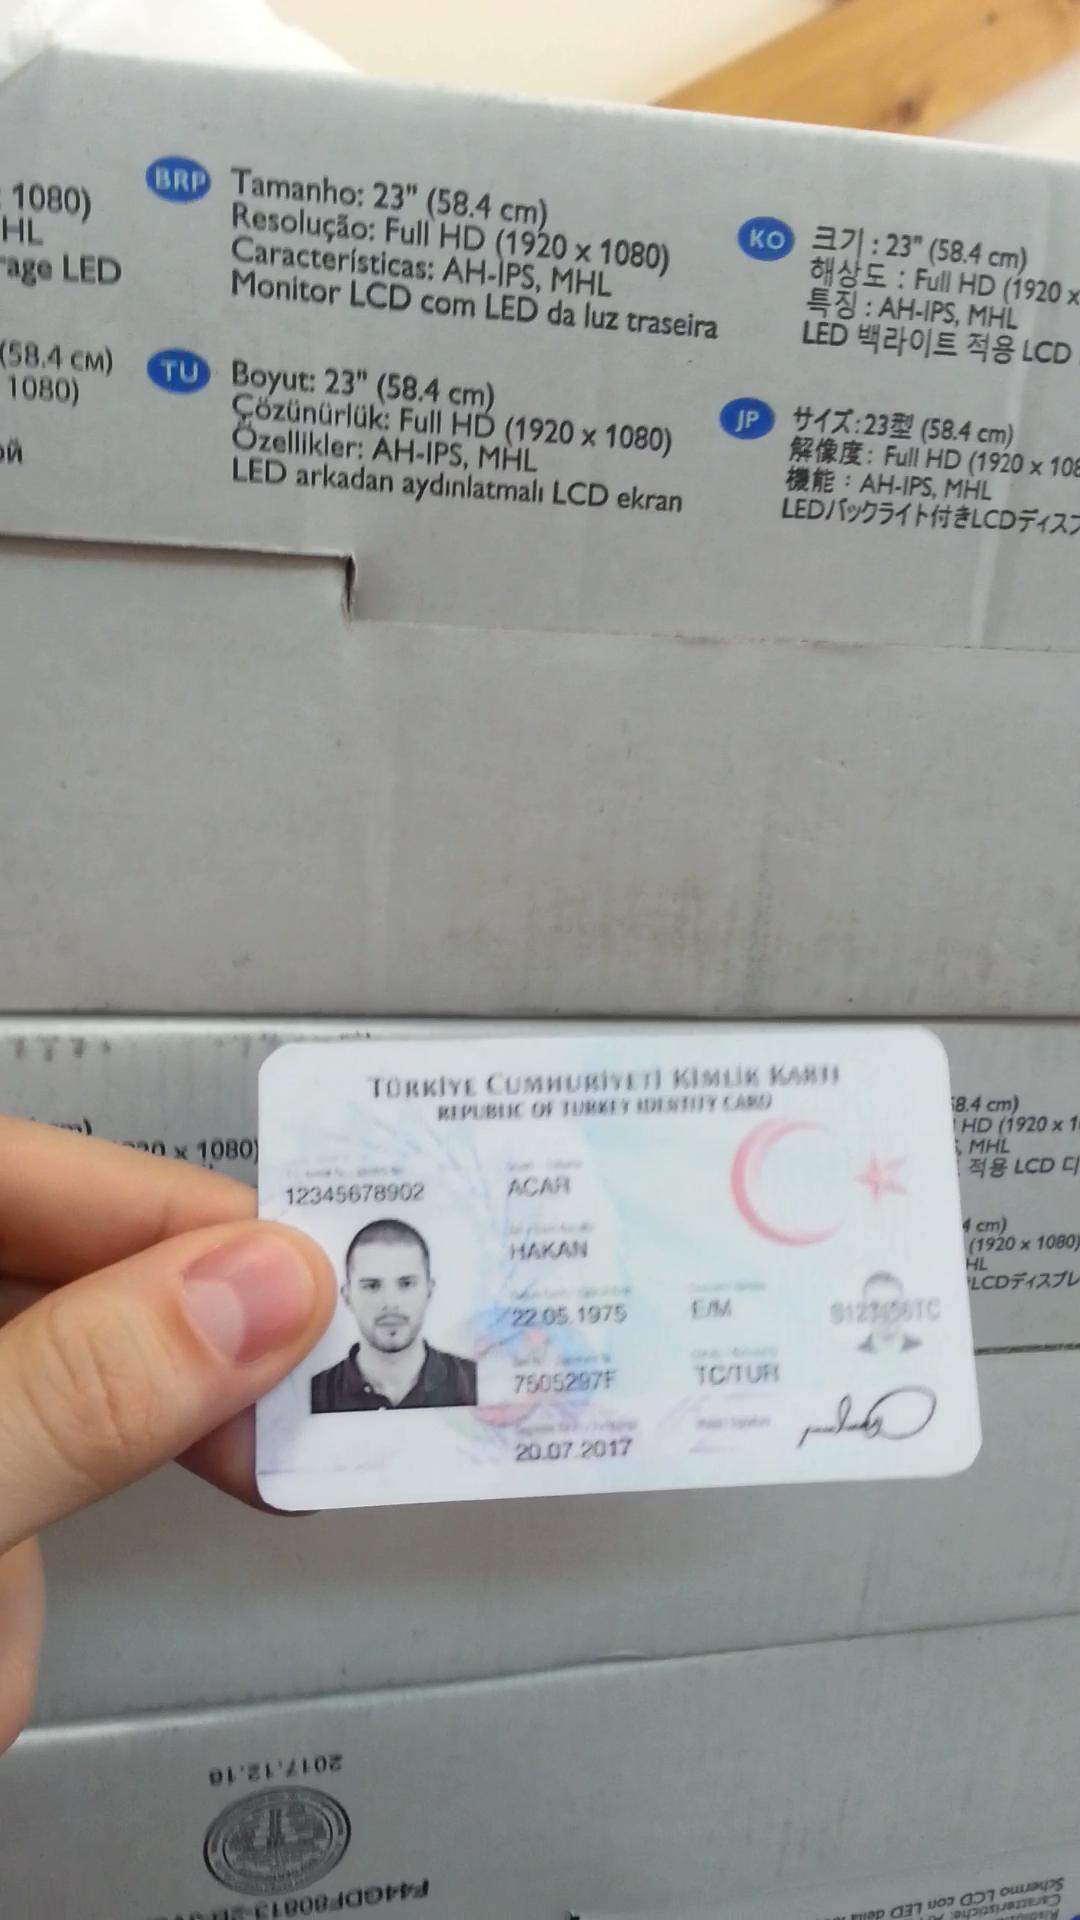 1080)
HL
rage LED
(58.4 см)
1080)
ой
BRP
Tamanho: 23" (58.4 cm)
Resolução: Full HD (1920 x 1080)
Características: AH-IPS, MHL
Monitor LCD com LED da luz traseira
TU
Boyut: 23" (58.4 cm)
Çözünürlük: Full HD (1920 x 1080)
Özellikler: AH-IPS, MHL
LED arkadan aydınlatmalı LCD ekran
KO
크기 : 23" (58.4 cm)
해상도 : Full HD (1920 x
특징 : AH-IPS, MHL
LED 백라이트 적용 LCD
JP
サイズ:23型 (58.4 cm)
解像度: Full HD (1920 x 108
機能：AH-IPS, MHL
LEDバックライト付きLCDディスプ
x 1080)
TÜRKİYE CUMHURİYETİ KİMLİK KARTI
REPUBLIC OF TURKEY IDENTITY CARD
12345678902
ACAR
HAKAN
22.05.1975
E/M
7505297F
TC/TUR
20.07.2017
8.4 cm)
HD (1920 x 1
MHL
적용 LCD 디
4 cm)
(1920 x 1080)
HL
LCDディスプレ
2017.12.18
Schermo LCD con LED della